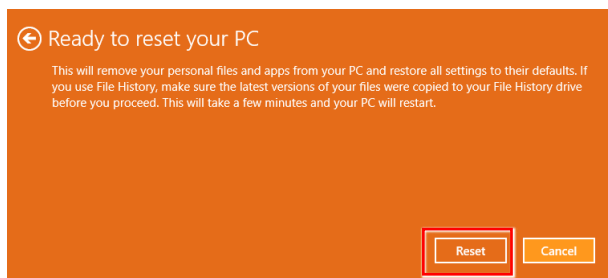 Ready to reset your PC
This will remove your personal files and apps from your PC and restore all settings to their defaults. If
you use File History, make sure the latest versions of your files were copied to your File History drive
before you proceed. This will take a few minutes and your PC will restart.
Reset Cancel